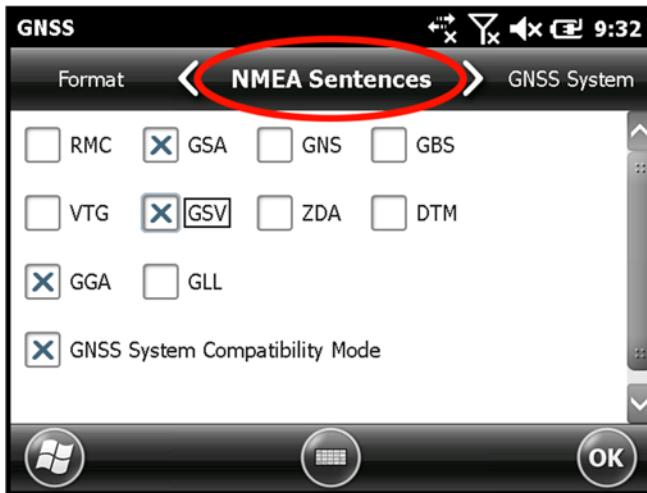 GNSS 9:32
Format NMEA Sentences GNSS System
RMC GSA GNS GBS
VTG GSV ZDA DTM
GGA GLL
GNSS System Compatibility Mode
OK